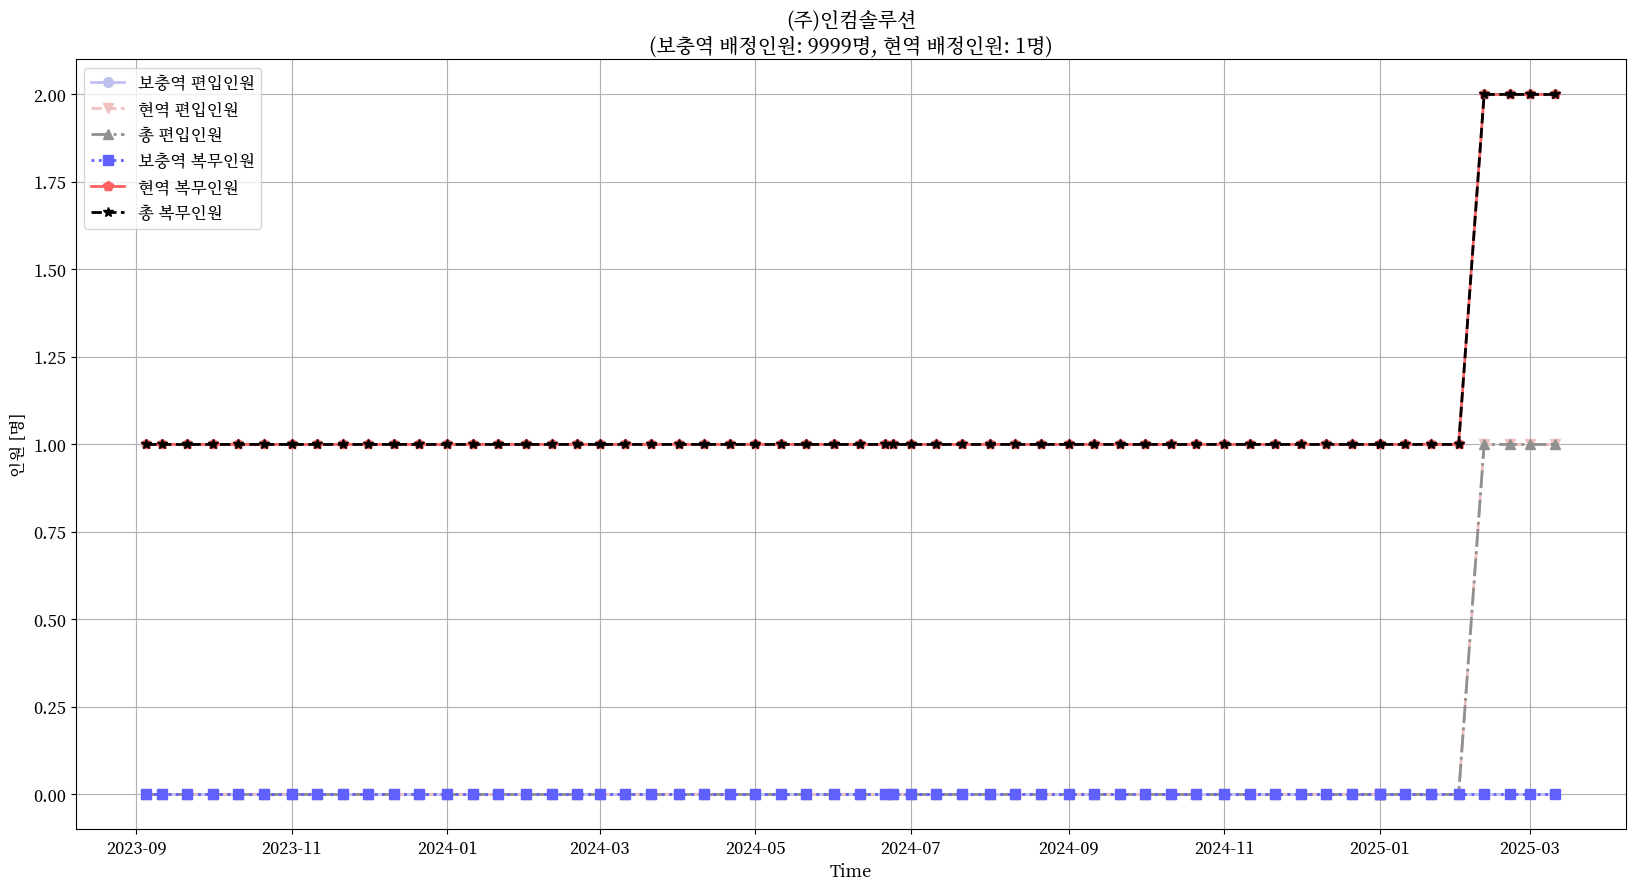 (주)인컴솔루션
(보충역 배정인원: 9999명, 현역 배정인원: 1명)
보충역 편입인원
현역 편입인원
총 편입인원
보충역 복무인원
현역 복무인원
총 복무인원
2.00
1.75
1.50
1.25
1.00
0.75
0.50
0.25
0.00
인원 [명]
2023-09
2023-11
2024-01
2024-03
2024-05
2024-07
2024-09
2024-11
2025-01
2025-03
Time